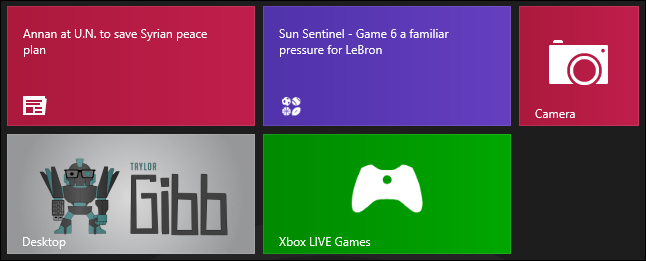 Annan at U.N. to save Syrian peace
plan
Sun Sentinel - Game 6 a familiar
pressure for LeBron
Camera
TAYLOR
Gibb
Desktop
Xbox LIVE Games